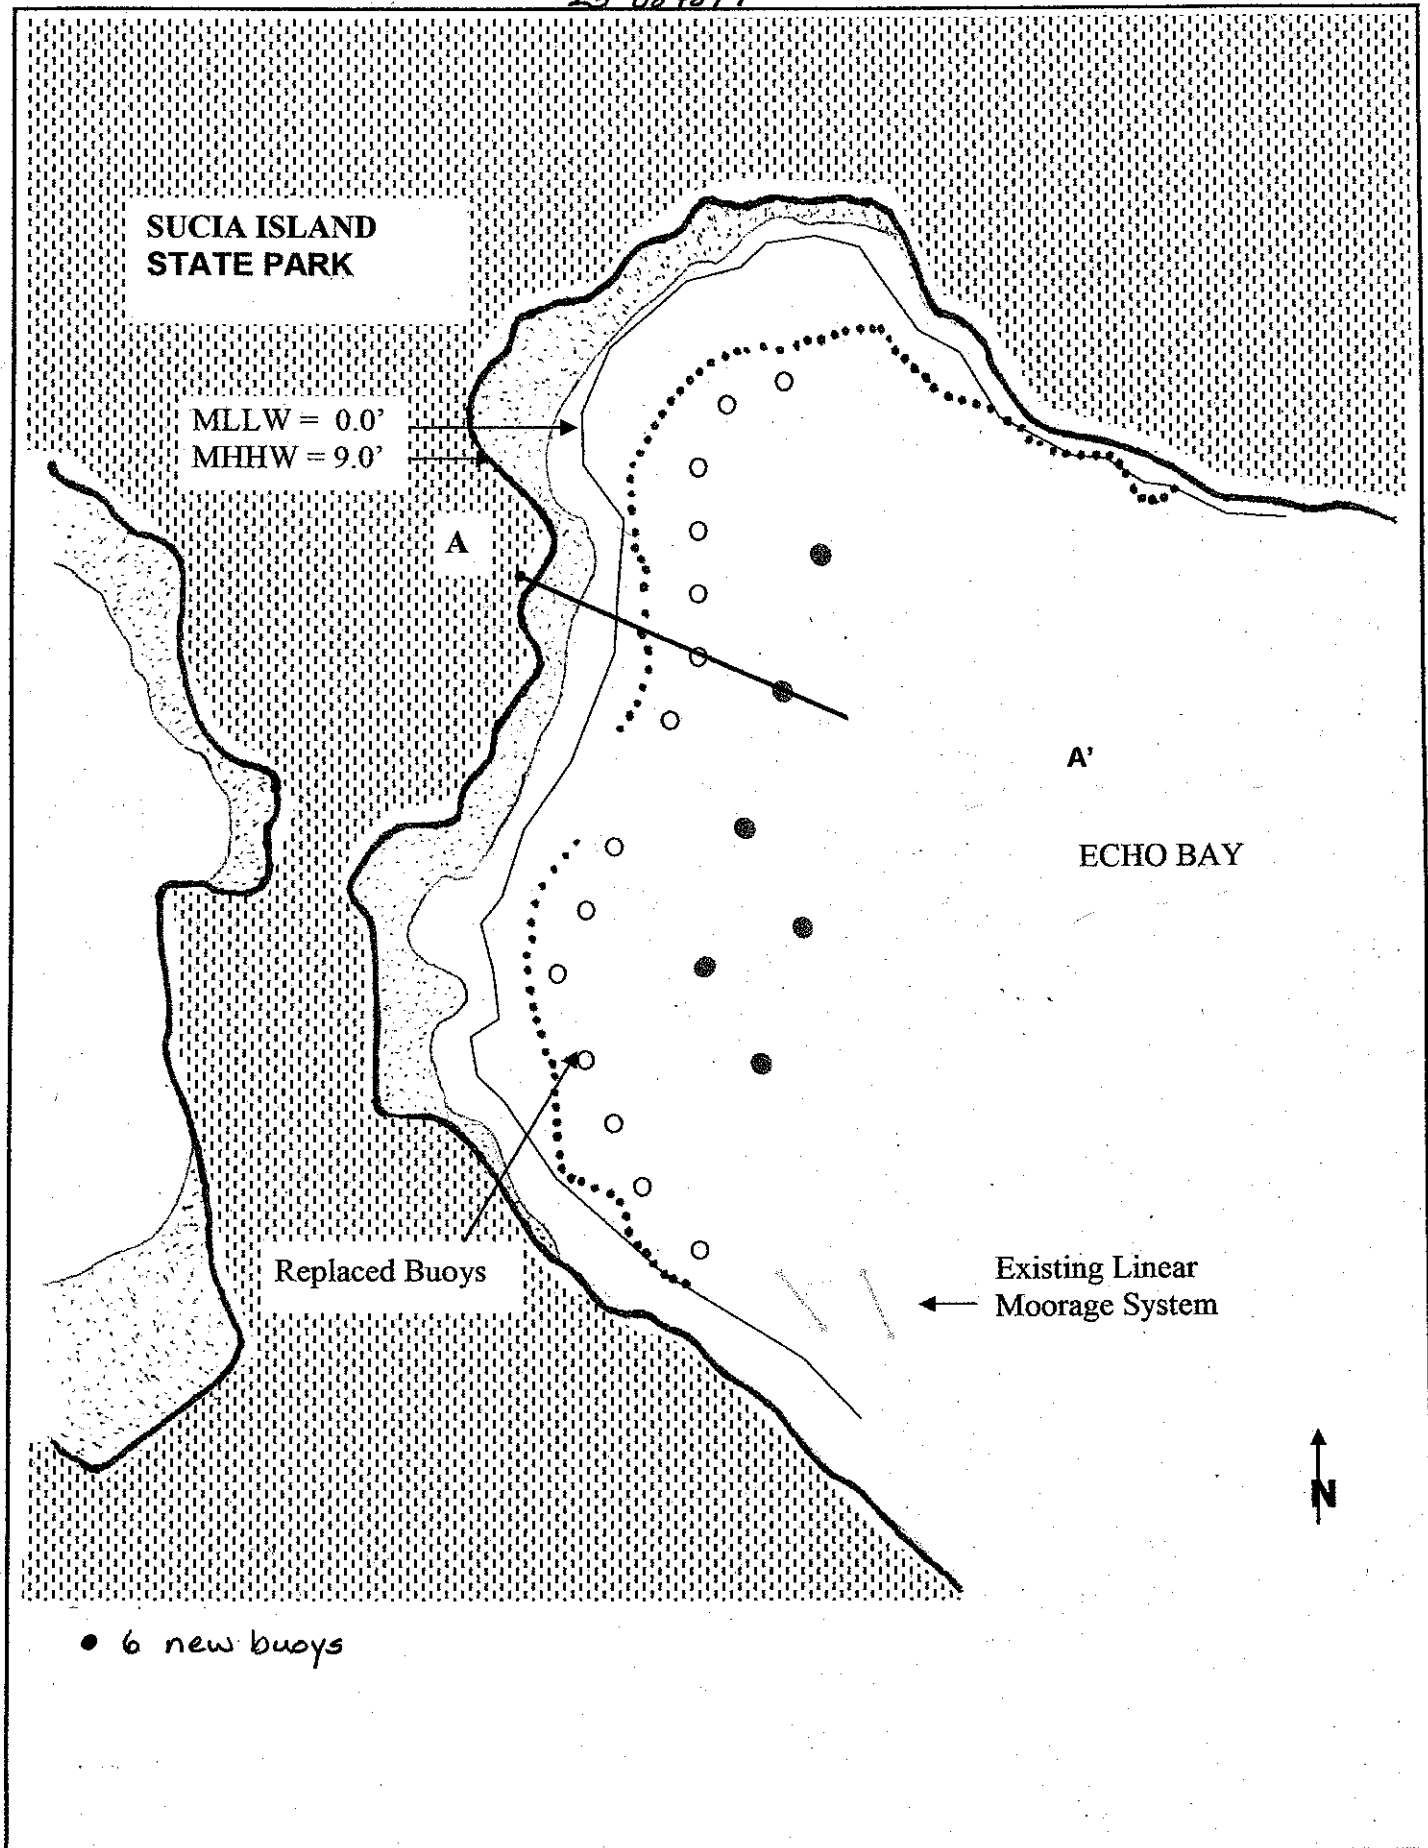 SUCIA ISLAND
STATE PARK
MLLW = 0.0'
MHHW = 9.0'
A
A'
ECHO BAY
Replaced Buoys
Existing Linear
Moorage System
N
• 6 new buoys